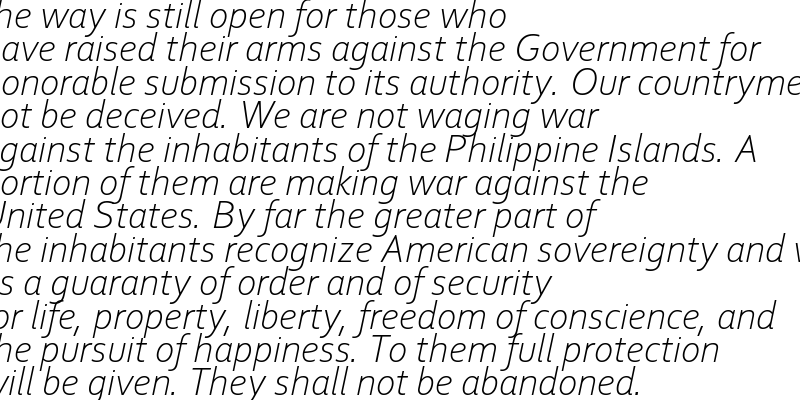 he way is still open for those who
ave raised their arms against the Government for
onorable submission to its authority. Our countryme
ot be deceived. We are not waging war
gainst the inhabitants of the Philippine Islands. A
ortion of them are making war against the
United States. By far the greater part of
he inhabitants recognize American sovereignty and
s a guaranty of order and of security
or life, property, liberty, freedom of conscience, and
he pursuit of happiness. To them full protection
will be given. They shall not be abandoned.